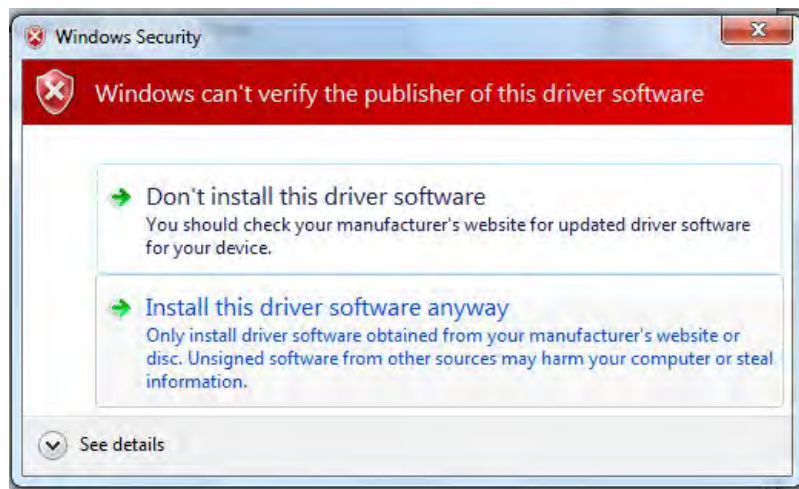 Windows Security
Windows can't verify the publisher of this driver software
Don't install this driver software
You should check your manufacturer's website for updated driver software
for your device.
Install this driver software anyway
Only install driver software obtained from your manufacturer's website or
disc. Unsigned software from other sources may harm your computer or steal
information.
See details